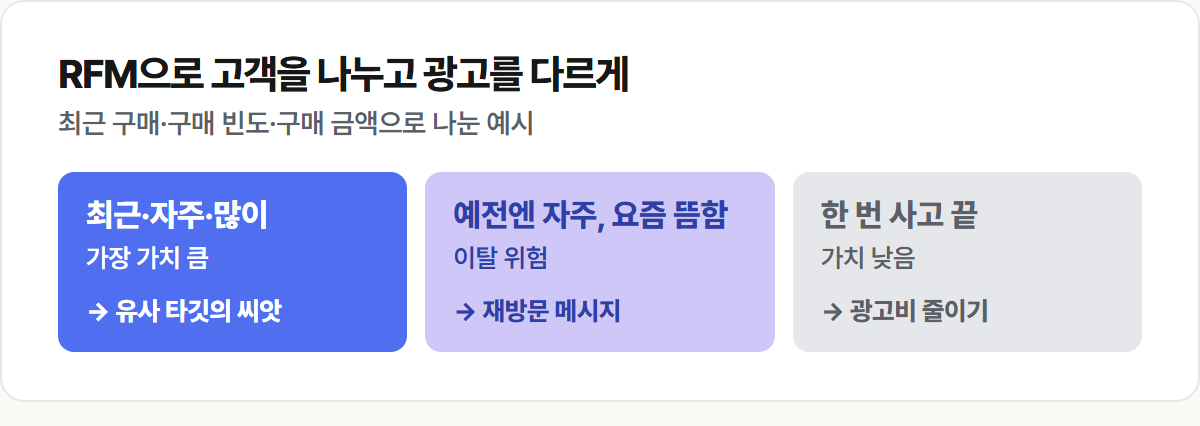 RFM으로 고객을 나누고 광고를 다르게
최근 구매·구매 빈도·구매 금액으로 나눈 예시
최근·자주·많이
가장 가치 큼
→ 유사 타깃의 씨앗
예전엔 자주, 요즘 뜸함
이탈 위험
→ 재방문 메시지
한 번 사고 끝
가치 낮음
→ 광고비 줄이기